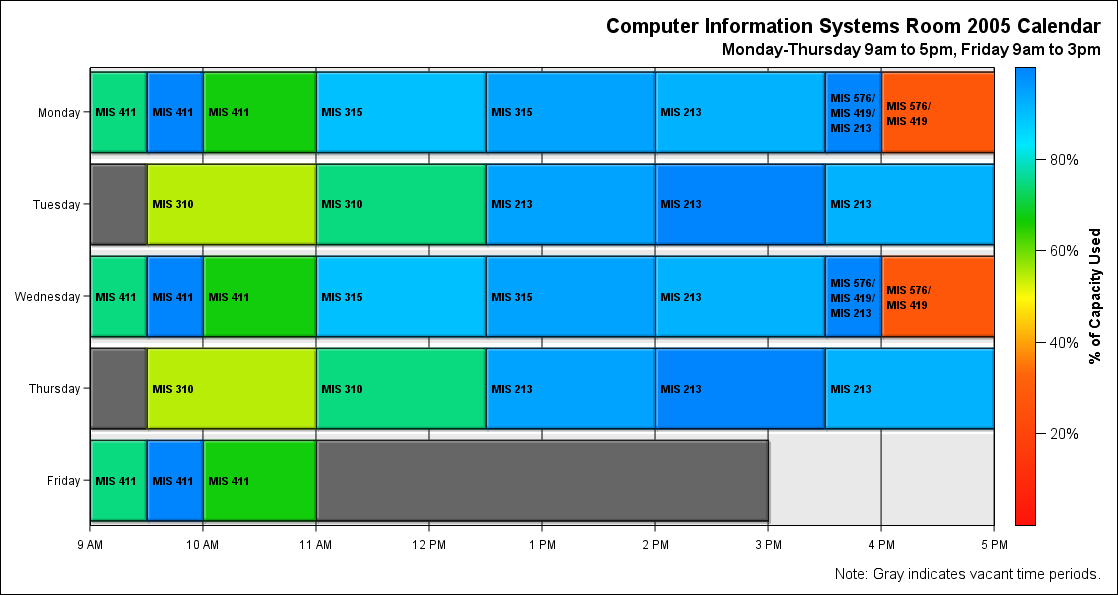 Computer Information Systems Room 2005 Calendar
Monday-Thursday 9am to 5pm, Friday 9am to 3pm
Monday
MIS 411
MIS 411
MIS 411
MIS 315
MIS 315
MIS 213
MIS 576/
MIS 419/
MIS 213
MIS 576/
MIS 419
Tuesday
MIS 310
MIS 310
MIS 213
MIS 213
MIS 213
Wednesday
MIS 411
MIS 411
MIS 411
MIS 315
MIS 315
MIS 213
MIS 576/
MIS 419/
MIS 213
MIS 576/
MIS 419
Thursday
MIS 310
MIS 310
MIS 213
MIS 213
MIS 213
Friday
MIS 411
MIS 411
MIS 411
9 AM
10 AM
11 AM
12 PM
1 PM
2 PM
3 PM
4 PM
5 PM
80%
60%
40%
20%
% of Capacity Used
Note: Gray indicates vacant time periods.